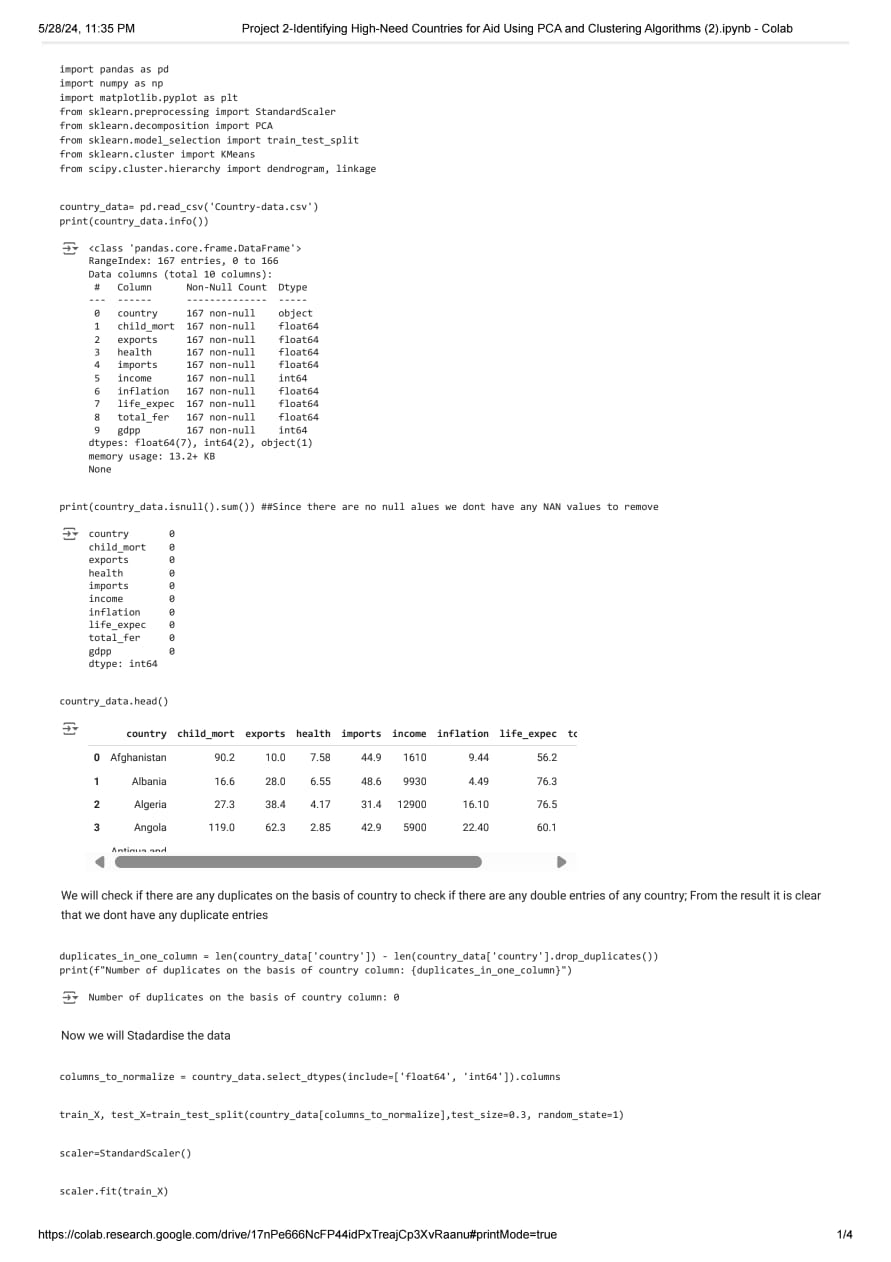 5/28/24, 11:35 PM Project 2-Identifying High-Need Countries for Aid Using PCA and Clustering Algorithms (2).ipynb - Colab
import pandas as pd
import numpy as np
import matplotlib.pyplot as plt
from sklearn.preprocessing import StandardScaler
from sklearn.decomposition import PCA
from sklearn.model_selection import train_test_split
from sklearn.cluster import KMeans
from scipy.cluster.hierarchy import dendrogram, linkage
country_data= pd.read_csv('Country-data.csv')
print(country_data.info())
<class 'pandas.core.frame.DataFrame'>
RangeIndex: 167 entries, 0 to 166
Data columns (total 10 columns):
 #   Column      Non-Null Count  Dtype
---  ------      --------------  -----
 0   country     167 non-null    object
 1   child_mort  167 non-null    float64
 2   exports     167 non-null    float64
 3   health      167 non-null    float64
 4   imports     167 non-null    float64
 5   income      167 non-null    int64
 6   inflation   167 non-null    float64
 7   life_expec  167 non-null    float64
 8   total_fer   167 non-null    float64
 9   gdpp        167 non-null    int64
dtypes: float64(7), int64(2), object(1)
memory usage: 13.2+ KB
None
print(country_data.isnull().sum()) ##Since there are no null alues we dont have any NAN values to remove
country 0
child_mort 0
exports 0
health 0
imports 0
income 0
inflation 0
life_expec 0
total_fer 0
gdpp 0
dtype: int64
country_data.head()
country child_mort exports health imports income inflation life_expec tc
0 Afghanistan 90.2 10.0 7.58 44.9 1610 9.44 56.2
1 Albania 16.6 28.0 6.55 48.6 9930 4.49 76.3
2 Algeria 27.3 38.4 4.17 31.4 12900 16.10 76.5
3 Angola 119.0 62.3 2.85 42.9 5900 22.40 60.1
Antigua and
We will check if there are any duplicates on the basis of country to check if there are any double entries of any country; From the result it is clear
that we dont have any duplicate entries
duplicates_in_one_column = len(country_data['country']) - len(country_data['country'].drop_duplicates())
print(f"Number of duplicates on the basis of country column: {duplicates_in_one_column}")
Number of duplicates on the basis of country column: 0
Now we will Stadardise the data
columns_to_normalize = country_data.select_dtypes(include=['float64', 'int64']).columns
train_X, test_X=train_test_split(country_data[columns_to_normalize],test_size=0.3, random_state=1)
scaler=StandardScaler()
scaler.fit(train_X)
https://colab.research.google.com/drive/17nPe666NcFP44idPxTreajCp3XvRaanu#printMode=true 1/4